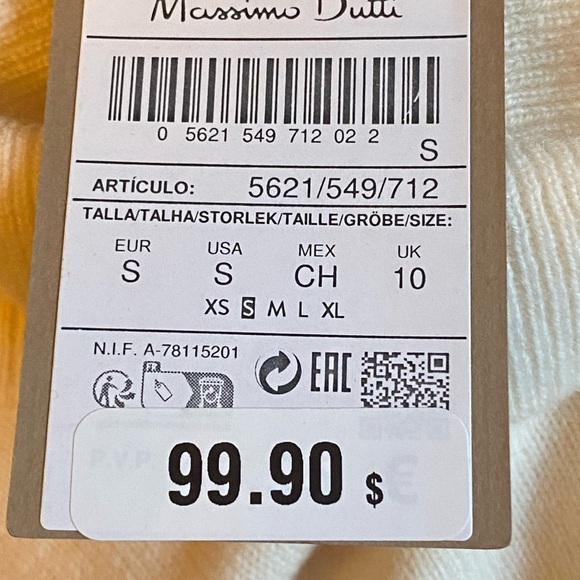 Massimo Dutti
0 5621 549 712 02 2
S
ARTÍCULO: 5621/549/712
TALLA/TALHA/STORLEK/TAILLE/GRÖBE/SIZE:
EUR USA MEX UK
S S CH 10
XS S M L XL
N.I.F. A-78115201
EAC
P.V.P. €
99.90 $